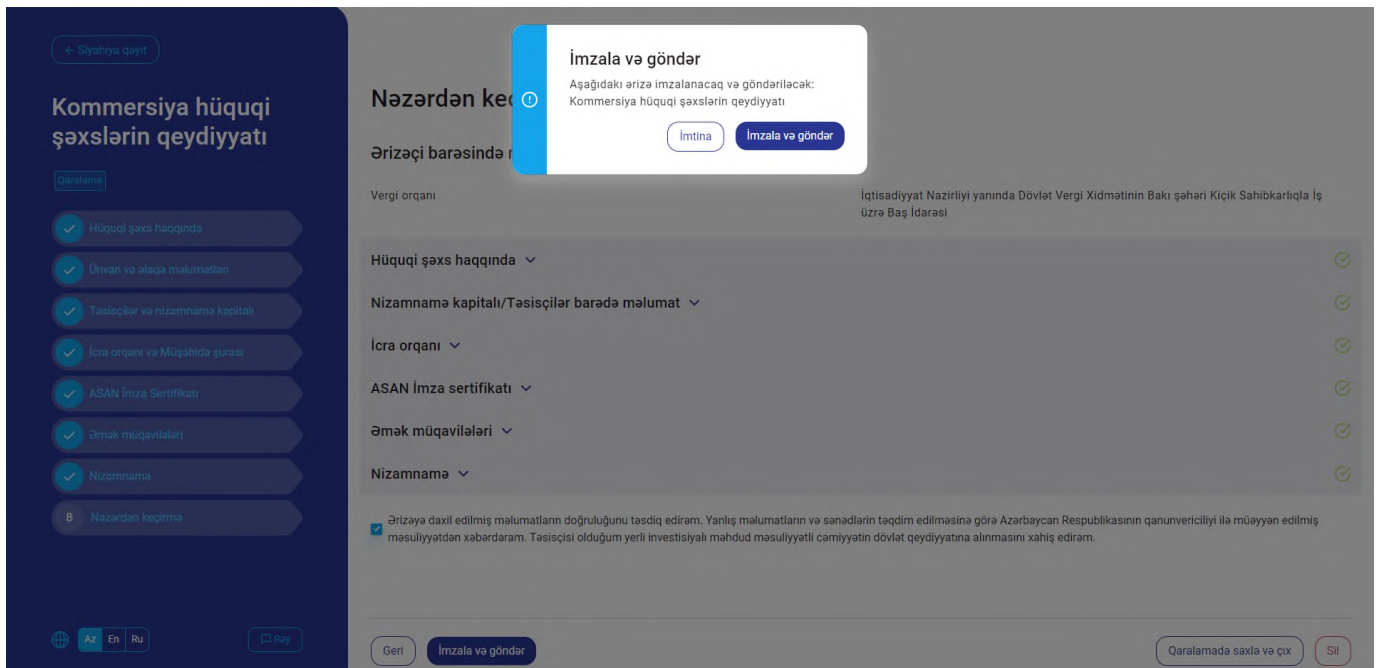 ← Siyahıya qayıt
Kommersiya hüquqi
şəxslərin qeydiyyatı
Qaralama
Hüquqi şəxs haqqında
Ünvan və əlaqə məlumatları
Təsisçilər və nizamnamə kapitalı
İcra orqanı və Müşahidə şurası
ASAN İmza Sertifikatı
Əmək müqavilələri
Nizamnamə
8 Nəzərdən keçirmə
Az En Ru
Rəy
İmzala və göndər
Aşağıdakı ərizə imzalanacaq və göndəriləcək:
Kommersiya hüquqi şəxslərin qeydiyyatı
İmtina
İmzala və göndər
Nəzərdən
Ərizəçi barəsində
Vergi orqanı
İqtisadiyyat Nazirliyi yanında Dövlət Vergi Xidmətinin Bakı şəhəri Kiçik Sahibkarlıqla İş
üzrə Baş İdarəsi
Hüquqi şəxs haqqında
Nizamnamə kapitalı/Təsisçilər barədə məlumat
İcra orqanı
ASAN İmza sertifikatı
Əmək müqavilələri
Nizamnamə
Ərizəyə daxil edilmiş məlumatların doğruluğunu təsdiq edirəm. Yanlış məlumatların və sənədlərin təqdim edilməsinə görə Azərbaycan Respublikasının qanunvericiliyi ilə müəyyən edilmiş
məsuliyyətdən xəbərdaram. Təsisçisi olduğum yerli investisiyalı məhdud məsuliyyətli cəmiyyətin dövlət qeydiyyatına alınmasını xahiş edirəm.
Geri
İmzala və göndər
Qaralamada saxla və çıx
Sil